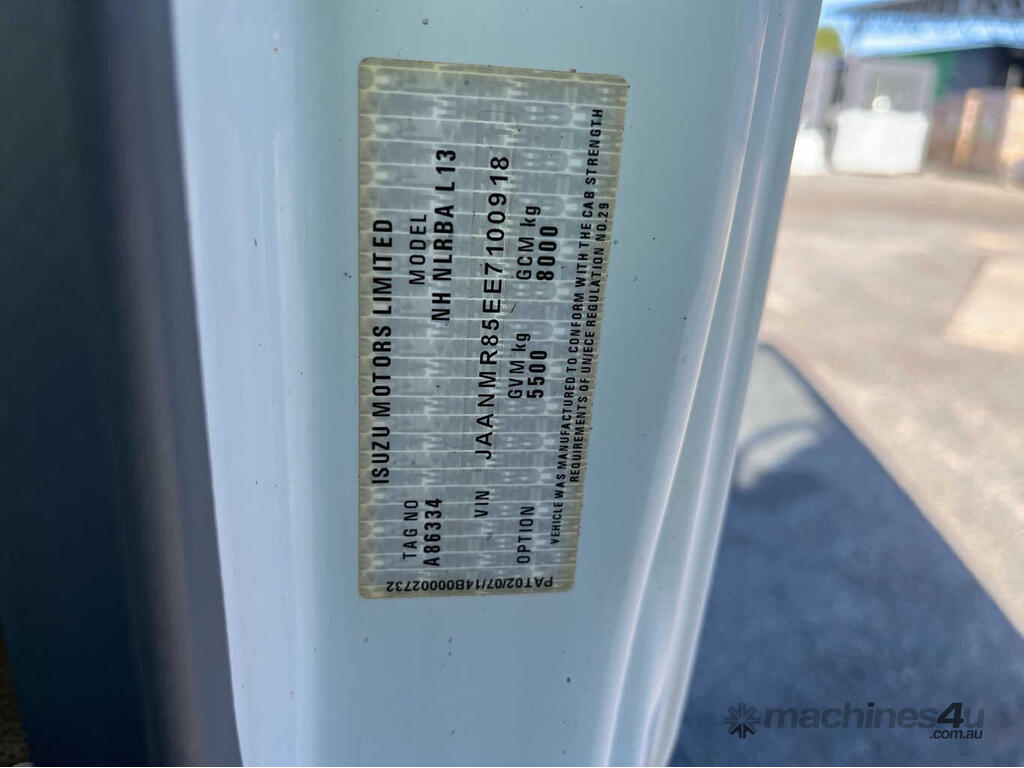 ISUZU MOTORS LIMITED
TAG NO MODEL
A86334 NH NLRBA L13
VIN JAANMR85EE7100918
GVM kg GCM kg
OPTION 5500 8000
VEHICLE WAS MANUFACTURED TO CONFORM WITH THE CAB STRENGTH
REQUIREMENTS OF UN/ECE REGULATION NO.29
PAT02/07/14B000002732
machines4u
.com.au